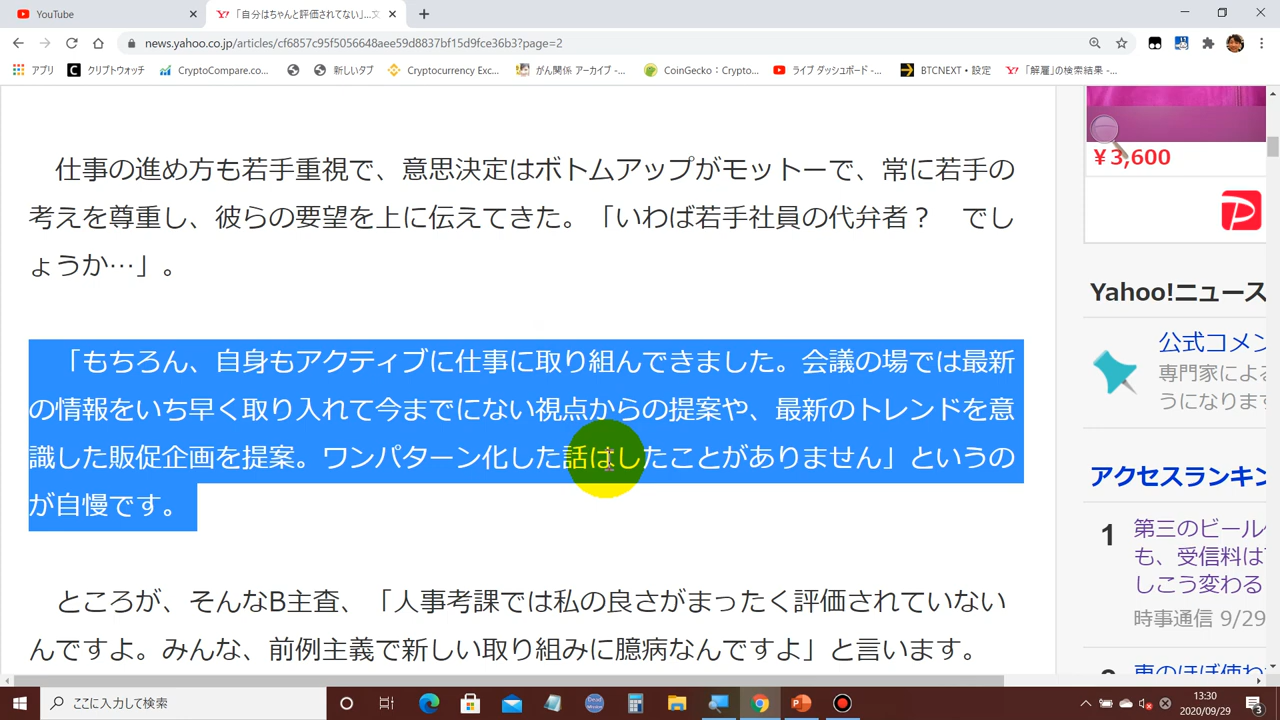 YouTube
「自分はちゃんと評価されてない」...文
news.yahoo.co.jp/articles/cf6857c95f5056648aee59d8837bf15d9fce36b3?page=2
アプリ
クリプトウォッチ
CryptoCompare.co...
新しいタブ
Cryptocurrency Exc...
がん関係 アーカイブ -...
CoinGecko：Crypto...
ライブ ダッシュボード -...
BTCNEXT・設定
「解雇」の検索結果 -...
仕事の進め方も若手重視で、意思決定はボトムアップがモットーで、常に若手の
考えを尊重し、彼らの要望を上に伝えてきた。「いわば若手社員の代弁者？　でし
ょうか…」。
「もちろん、自身もアクティブに仕事に取り組んできました。会議の場では最新
の情報をいち早く取り入れて今までにない視点からの提案や、最新のトレンドを意
識した販促企画を提案。ワンパターン化した話はしたことがありません」というの
が自慢です。
ところが、そんなB主査、「人事考課では私の良さがまったく評価されていない
んですよ。みんな、前例主義で新しい取り組みに臆病なんですよ」と言います。
￥3,600
Yahoo!ニュース
公式コメン
専門家によ
うになります
アクセスランキン
1
第三のビール
も、受信料は
しこう変わる
時事通信 9/29
車のほぼ使わ
ここに入力して検索
13:30
2020/09/29
3